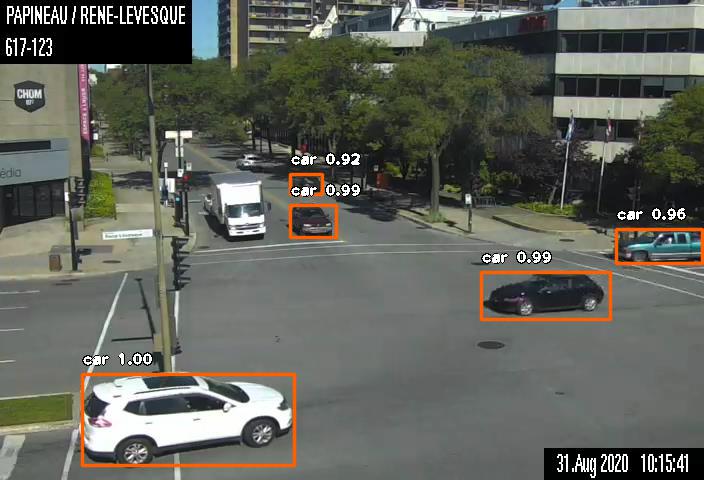 PAPINEAU / RENE-LEVESQUE
617-123
CHOM
édia
car 0.92
car 0.99
car 0.96
car 0.99
car 1.00
31.Aug 2020 10:15:41